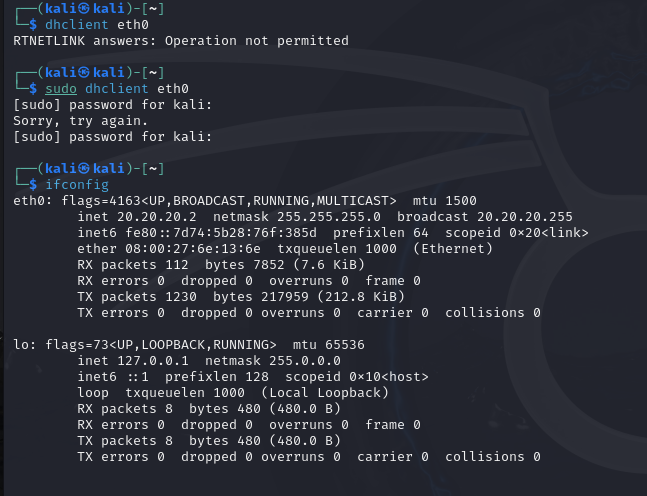 ┌──(kali㉿kali)-[~]
└─$ dhclient eth0
RTNETLINK answers: Operation not permitted
┌──(kali㉿kali)-[~]
└─$ sudo dhclient eth0
[sudo] password for kali:
Sorry, try again.
[sudo] password for kali:
┌──(kali㉿kali)-[~]
└─$ ifconfig
eth0: flags=4163<UP,BROADCAST,RUNNING,MULTICAST>  mtu 1500
        inet 20.20.20.2  netmask 255.255.255.0  broadcast 20.20.20.255
        inet6 fe80::7d74:5b28:76f:385d  prefixlen 64  scopeid 0×20<link>
        ether 08:00:27:6e:13:6e  txqueuelen 1000  (Ethernet)
        RX packets 112  bytes 7852 (7.6 KiB)
        RX errors 0  dropped 0  overruns 0  frame 0
        TX packets 1230  bytes 217959 (212.8 KiB)
        TX errors 0  dropped 0 overruns 0  carrier 0  collisions 0
lo: flags=73<UP,LOOPBACK,RUNNING>  mtu 65536
        inet 127.0.0.1  netmask 255.0.0.0
        inet6 ::1  prefixlen 128  scopeid 0×10<host>
        loop  txqueuelen 1000  (Local Loopback)
        RX packets 8  bytes 480 (480.0 B)
        RX errors 0  dropped 0  overruns 0  frame 0
        TX packets 8  bytes 480 (480.0 B)
        TX errors 0  dropped 0 overruns 0  carrier 0  collisions 0